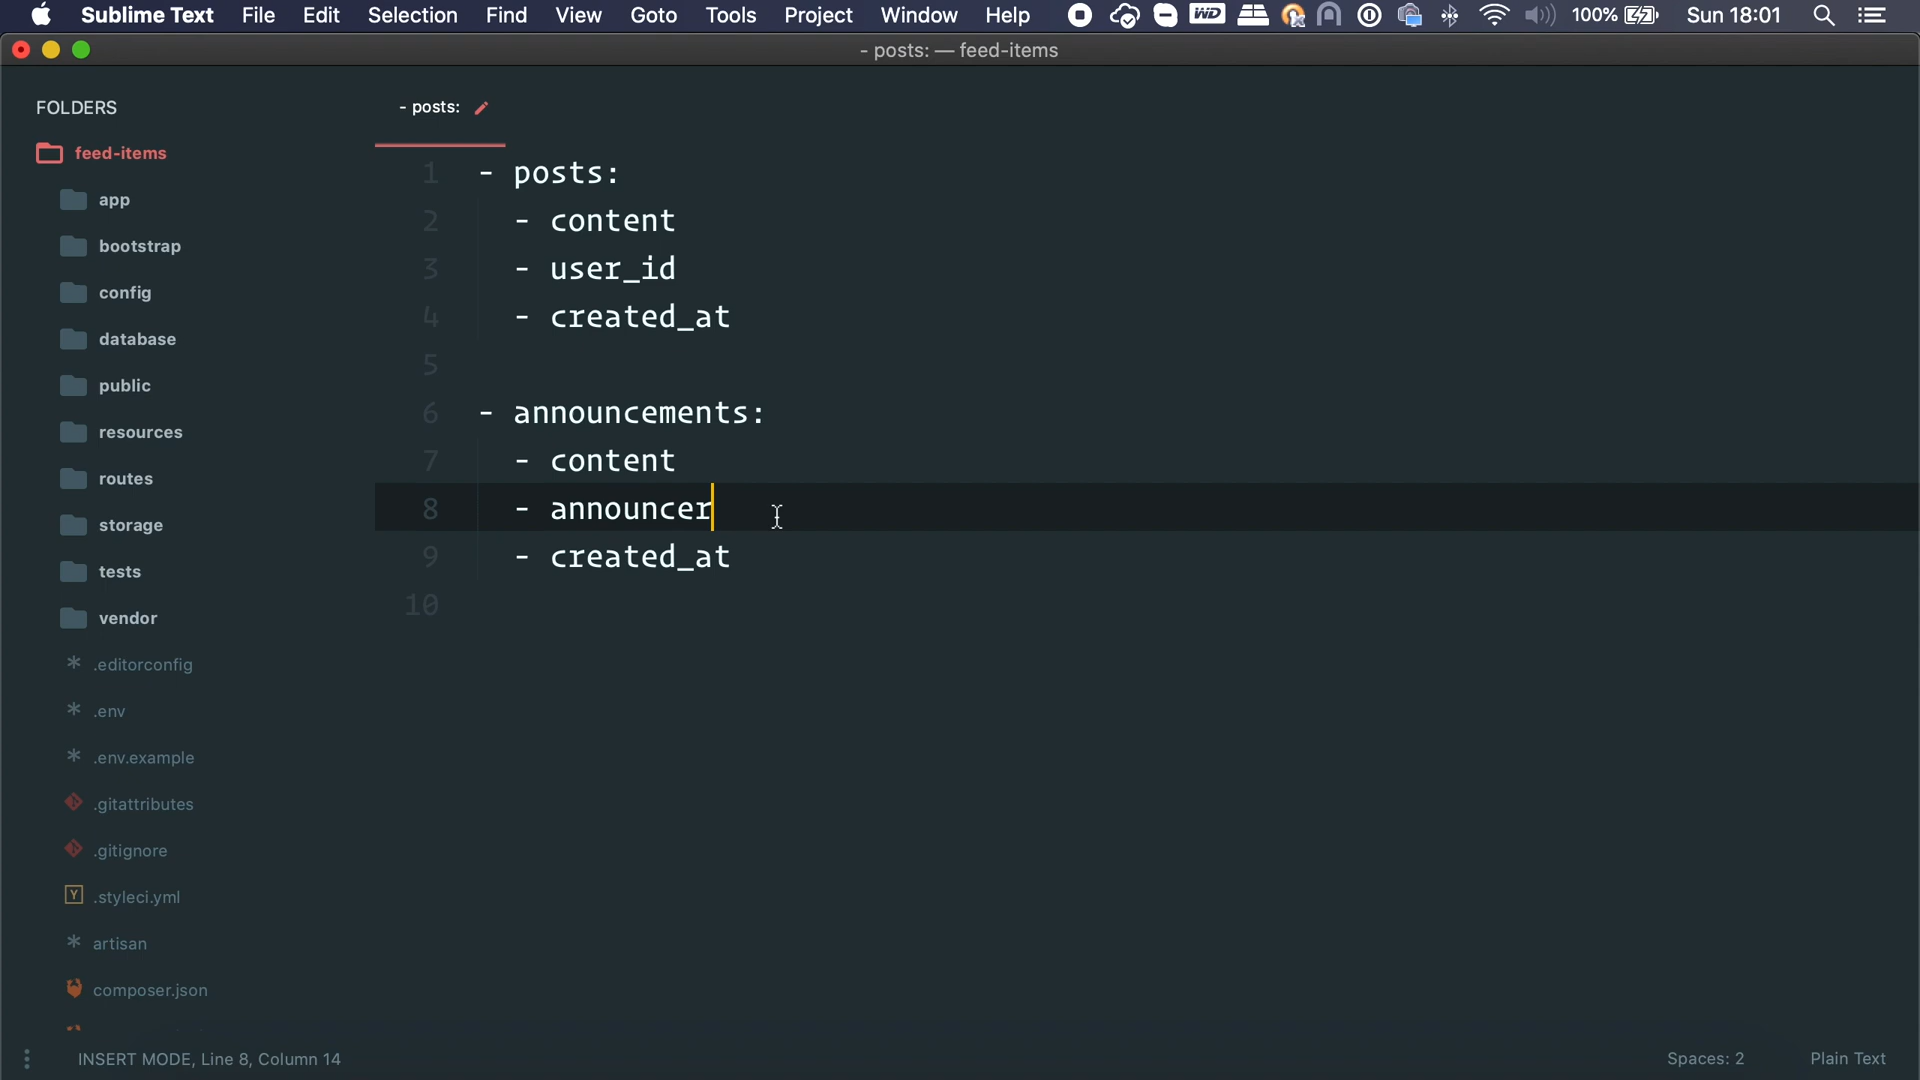 Sublime Text File Edit Selection Find View Goto Tools Project Window Help WD 100% Sun 18:01
- posts: — feed-items
FOLDERS
feed-items
app
bootstrap
config
database
public
resources
routes
storage
tests
vendor
.editorconfig
.env
.env.example
.gitattributes
.gitignore
Y .styleci.yml
artisan
composer.json
- posts:
1 - posts:
2 - content
3 - user_id
4 - created_at
5
6 - announcements:
7 - content
8 - announcer
9 - created_at
10
INSERT MODE, Line 8, Column 14
Spaces: 2
Plain Text